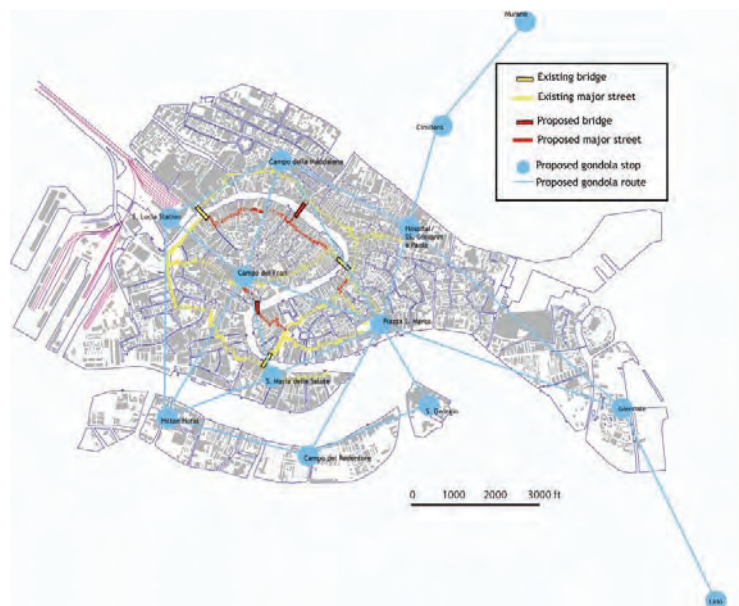 Murano
Existing bridge
Existing major street
Proposed bridge
Proposed major street
Proposed gondola stop
Proposed gondola route
Cimitero
Campo della Maddalena
S. Lucia Station
Hospital/
SS. Giovanni
e Paolo
Campo dei Frari
Piazza S. Marco
S. Maria della Salute
Hilton Hotel
S. Georgio
Giardinale
Campo del Redentore
0 1000 2000 3000 ft
Lido